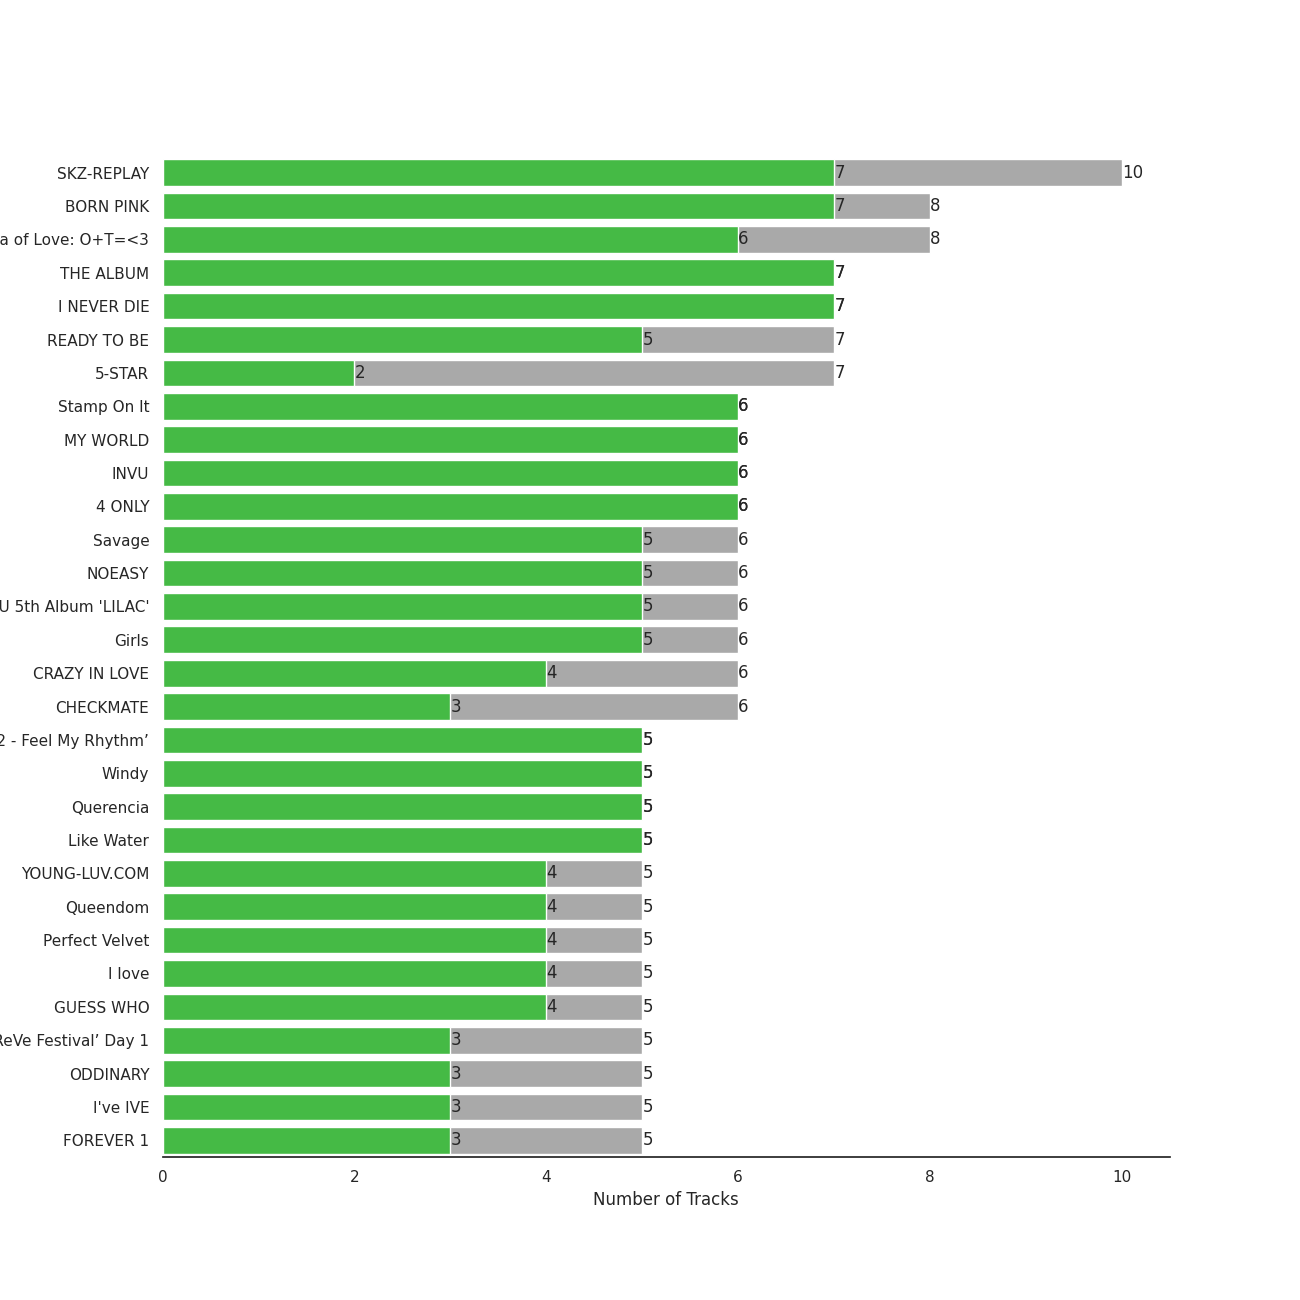 SKZ-REPLAY 7 10
BORN PINK 7 8
a of Love: O+T=<3 6 8
THE ALBUM 7
I NEVER DIE 7
READY TO BE 5 7
5-STAR 2 7
Stamp On It 6
MY WORLD 6
INVU 6
4 ONLY 6
Savage 5 6
NOEASY 5 6
U 5th Album 'LILAC' 5 6
Girls 5 6
CRAZY IN LOVE 4 6
CHECKMATE 3 6
2 - Feel My Rhythm’ 5
Windy 5
Querencia 5
Like Water 5
YOUNG-LUV.COM 4 5
Queendom 4 5
Perfect Velvet 4 5
I love 4 5
GUESS WHO 4 5
ReVe Festival’ Day 1 3 5
ODDINARY 3 5
I've IVE 3 5
FOREVER 1 3 5
0 2 4 6 8 10
Number of Tracks